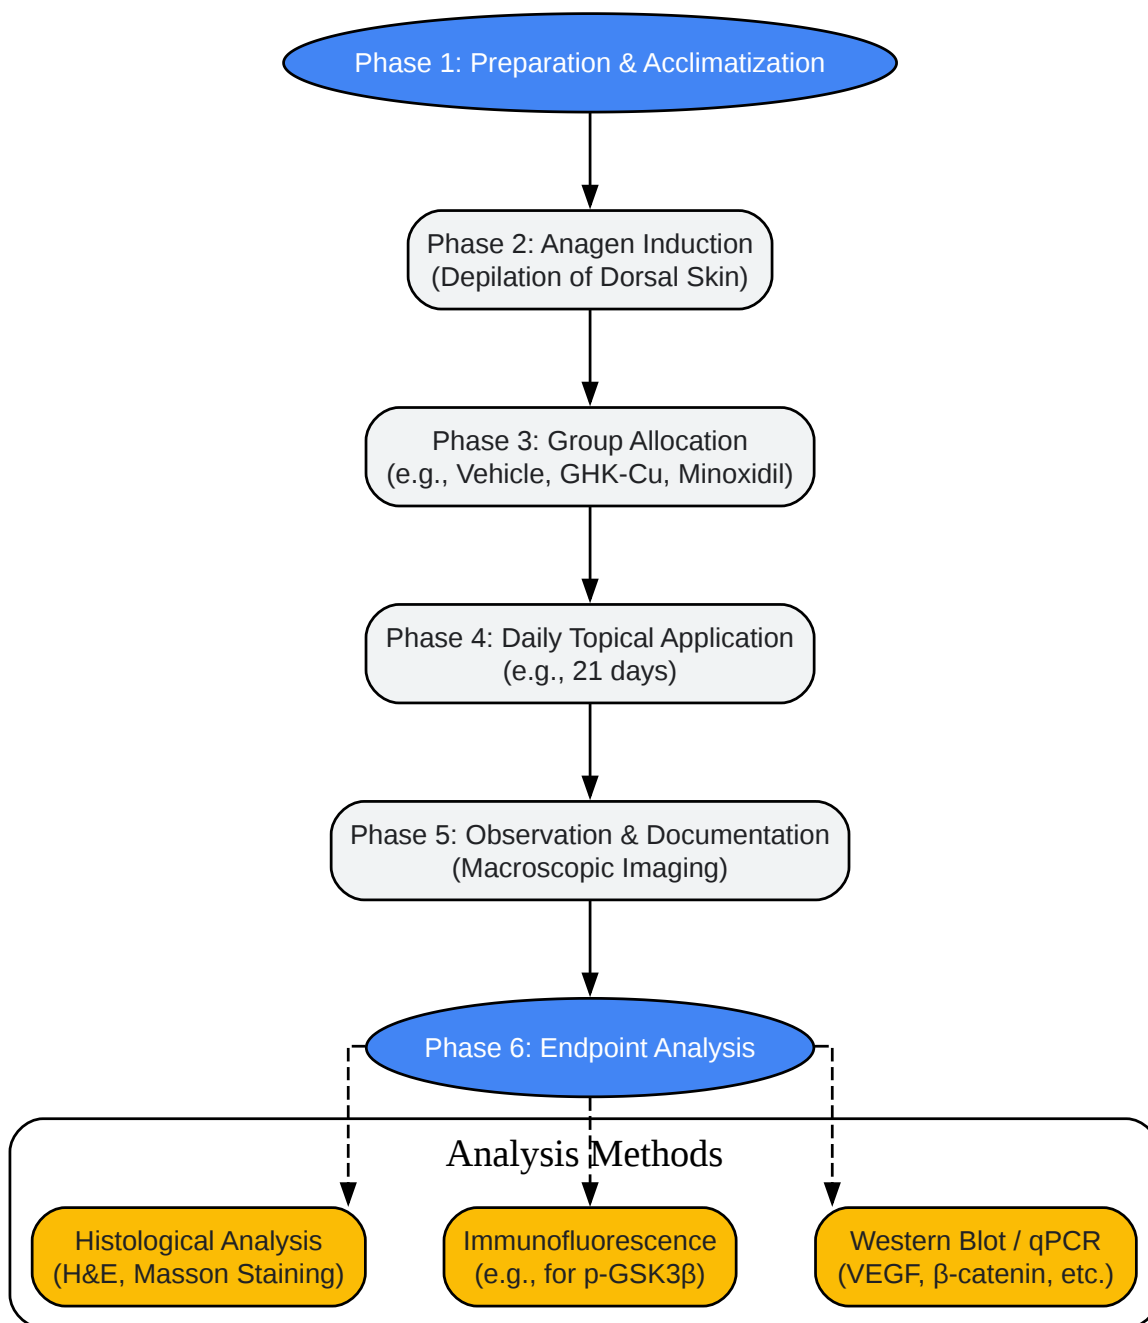 Phase 1: Preparation & Acclimatization
Phase 2: Anagen Induction
(Depilation of Dorsal Skin)
Phase 3: Group Allocation
(e.g., Vehicle, GHK-Cu, Minoxidil)
Phase 4: Daily Topical Application
(e.g., 21 days)
Phase 5: Observation & Documentation
(Macroscopic Imaging)
Phase 6: Endpoint Analysis
Analysis Methods
Histological Analysis
(H&E, Masson Staining)
Immunofluorescence
(e.g., for p-GSK3β)
Western Blot / qPCR
(VEGF, β-catenin, etc.)